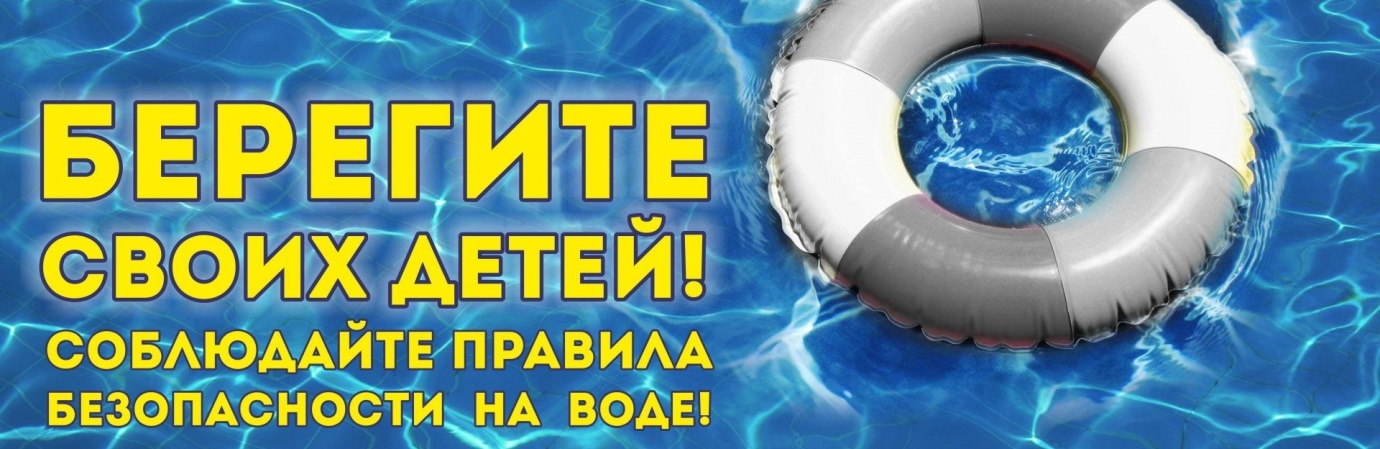 БЕРЕГИТЕ
СВОИХ ДЕТЕЙ!
СОБЛЮДАЙТЕ ПРАВИЛА
БЕЗОПАСНОСТИ НА ВОДЕ!